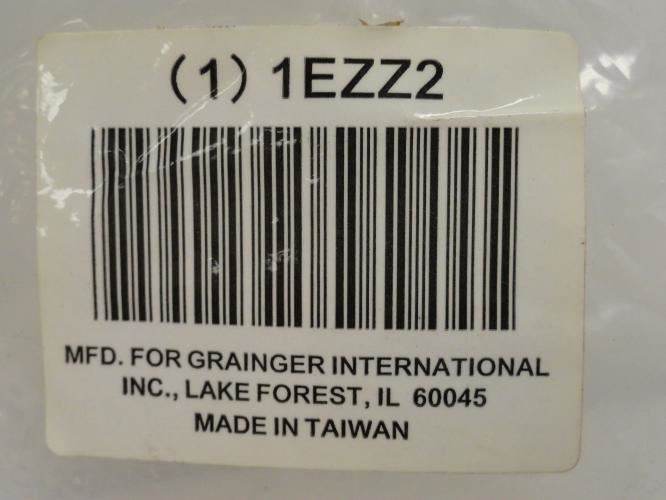 (1) 1EZZ2
MFD. FOR GRAINGER INTERNATIONAL
INC., LAKE FOREST, IL 60045
MADE IN TAIWAN